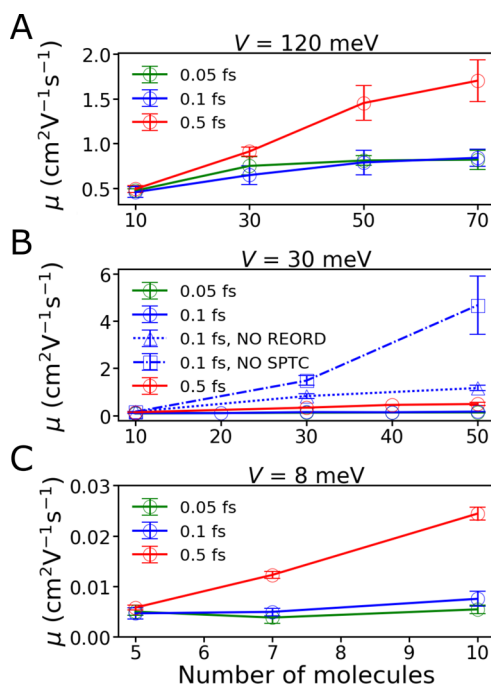 A
V = 120 meV
μ (cm²V⁻¹s⁻¹)
2.0
1.5
1.0
0.5
0.05 fs
0.1 fs
0.5 fs
10 30 50 70
B
V = 30 meV
μ (cm²V⁻¹s⁻¹)
6
4
2
0
0.05 fs
0.1 fs
0.1 fs, NO REORD
0.1 fs, NO SPTC
0.5 fs
10 20 30 40 50
C
V = 8 meV
μ (cm²V⁻¹s⁻¹)
0.03
0.02
0.01
0.00
0.05 fs
0.1 fs
0.5 fs
5 6 7 8 9 10
Number of molecules